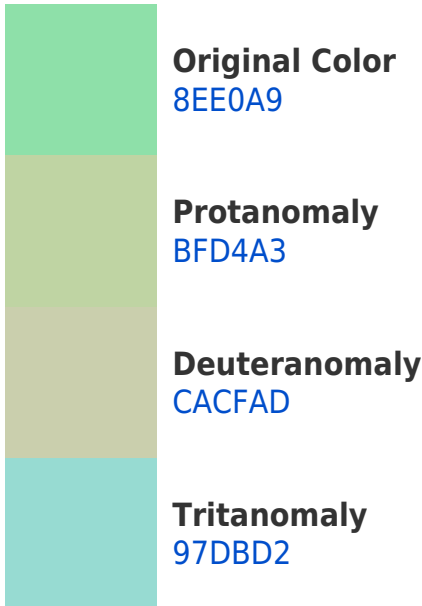 Original Color
8EE0A9
Protanomaly
BFD4A3
Deuteranomaly
CACFAD
Tritanomaly
97DBD2